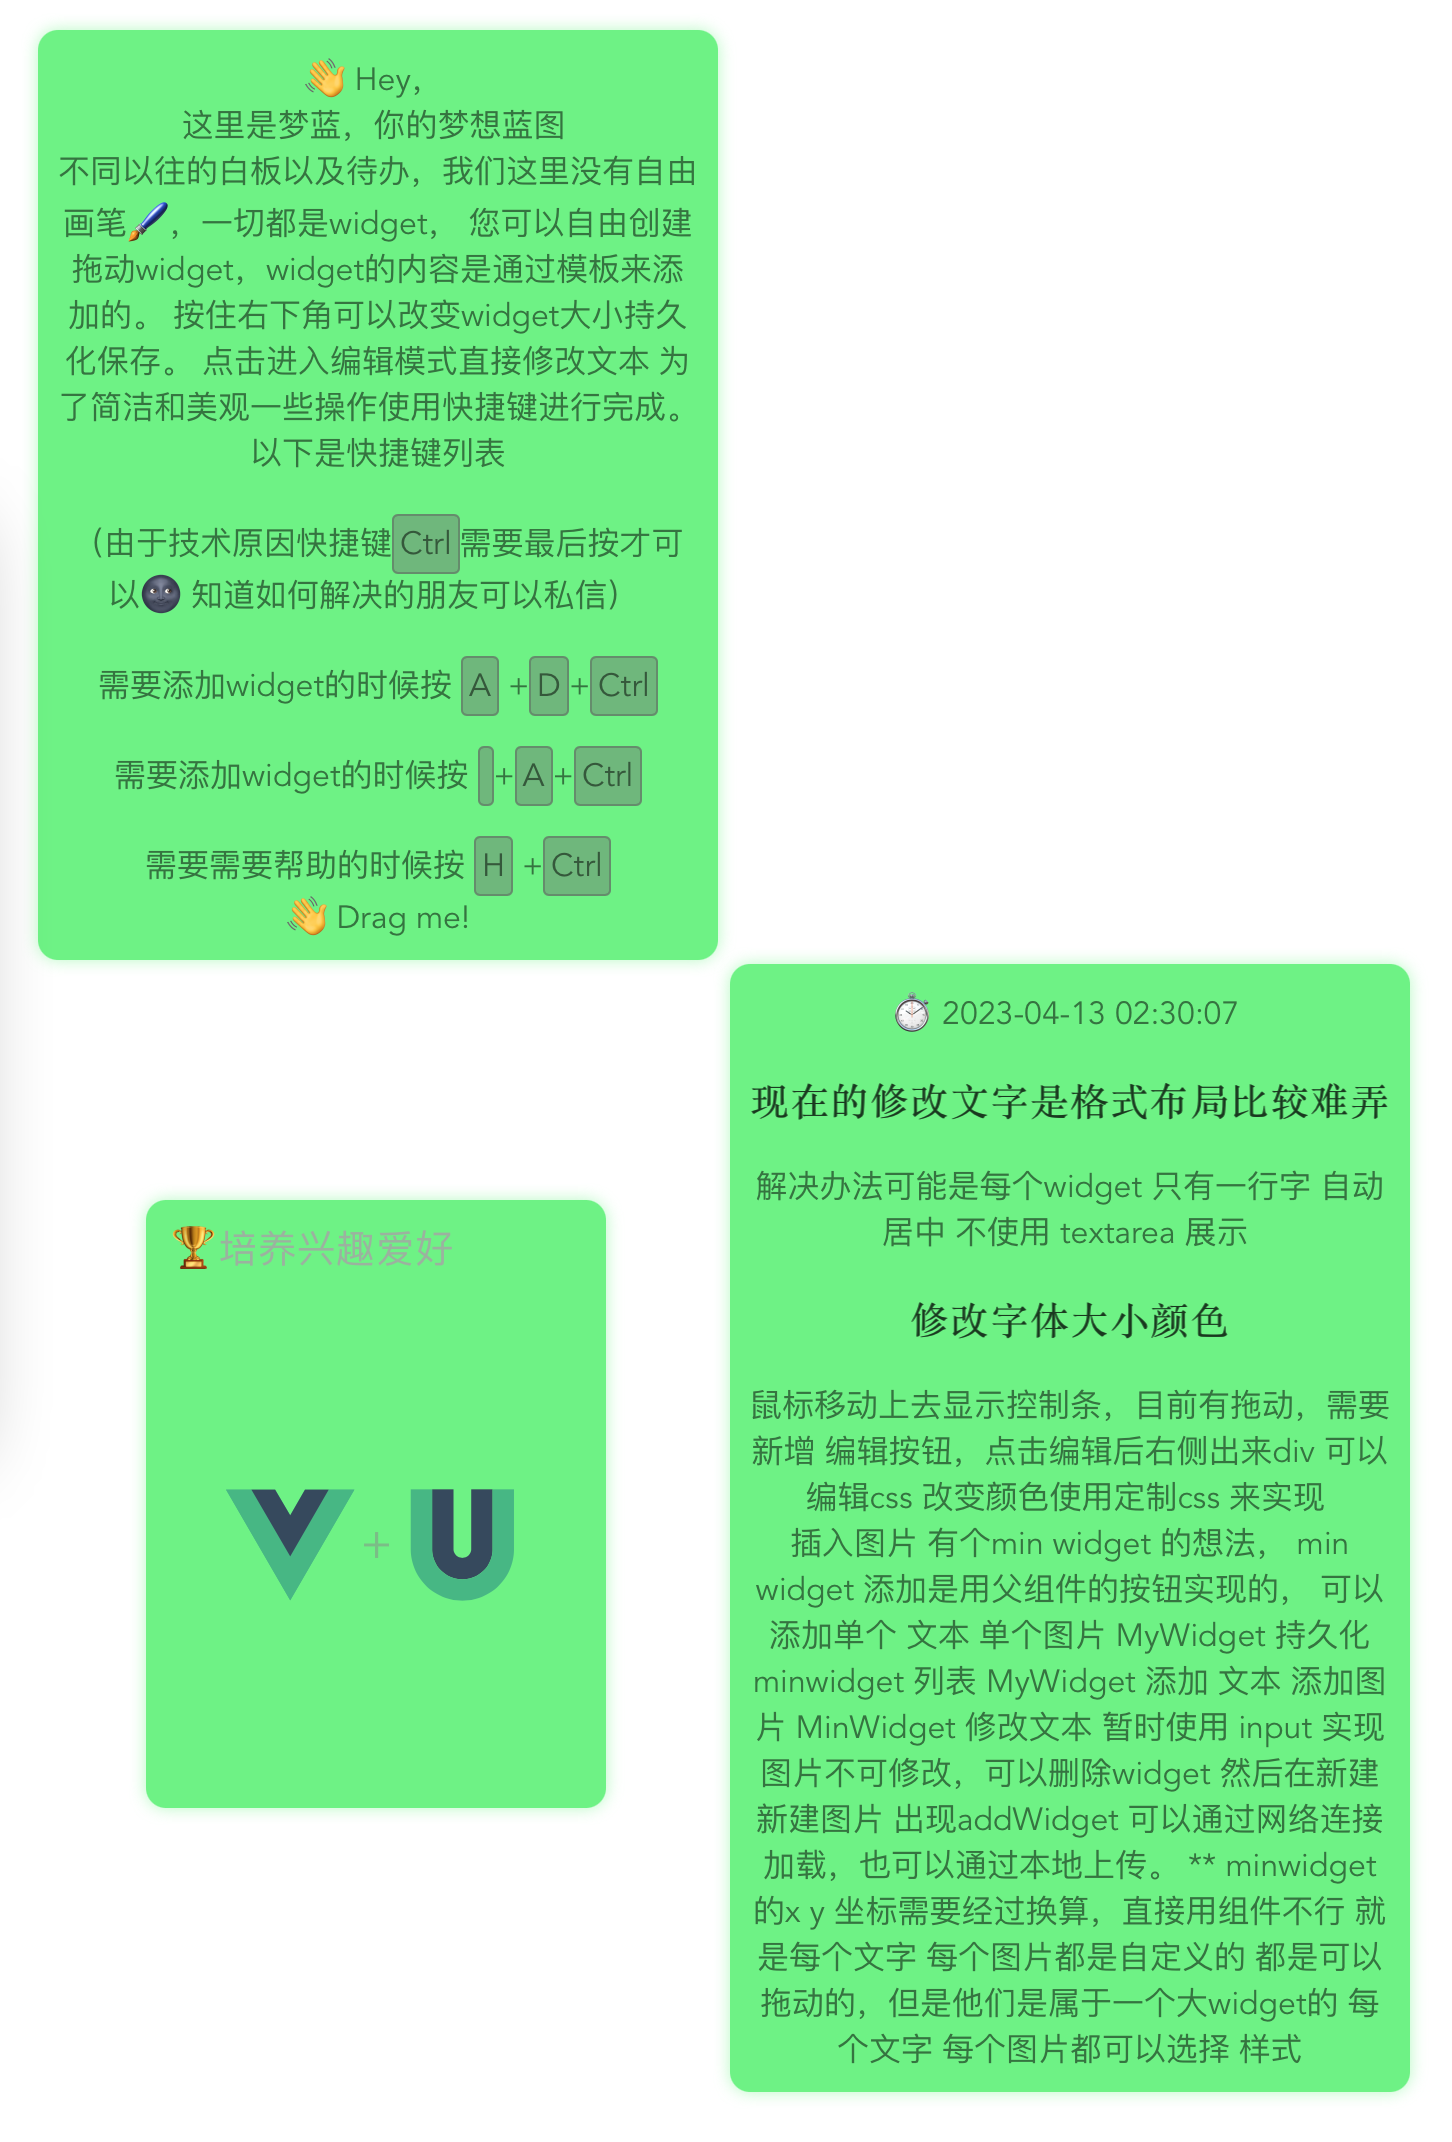 👋 Hey，
这里是梦蓝，你的梦想蓝图
不同以往的白板以及待办，我们这里没有自由
画笔🖌️，一切都是widget， 您可以自由创建
拖动widget，widget的内容是通过模板来添
加的。 按住右下角可以改变widget大小持久
化保存。 点击进入编辑模式直接修改文本 为
了简洁和美观一些操作使用快捷键进行完成。
以下是快捷键列表
（由于技术原因快捷键Ctrl需要最后按才可
以🌚 知道如何解决的朋友可以私信）
需要添加widget的时候按 A +D+Ctrl
需要添加widget的时候按 +A+Ctrl
需要需要帮助的时候按 H +Ctrl
👋 Drag me!
⏱ 2023-04-13 02:30:07
现在的修改文字是格式布局比较难弄
解决办法可能是每个widget 只有一行字 自动
居中 不使用 textarea 展示
修改字体大小颜色
鼠标移动上去显示控制条，目前有拖动，需要
新增 编辑按钮，点击编辑后右侧出来div 可以
编辑css 改变颜色使用定制css 来实现
插入图片 有个min widget 的想法， min
widget 添加是用父组件的按钮实现的， 可以
添加单个 文本 单个图片 MyWidget 持久化
minwidget 列表 MyWidget 添加 文本 添加图
片 MinWidget 修改文本 暂时使用 input 实现
图片不可修改，可以删除widget 然后在新建
新建图片 出现addWidget 可以通过网络连接
加载，也可以通过本地上传。 ** minwidget
的x y 坐标需要经过换算，直接用组件不行 就
是每个文字 每个图片都是自定义的 都是可以
拖动的，但是他们是属于一个大widget的 每
个文字 每个图片都可以选择 样式
🏆培养兴趣爱好
+